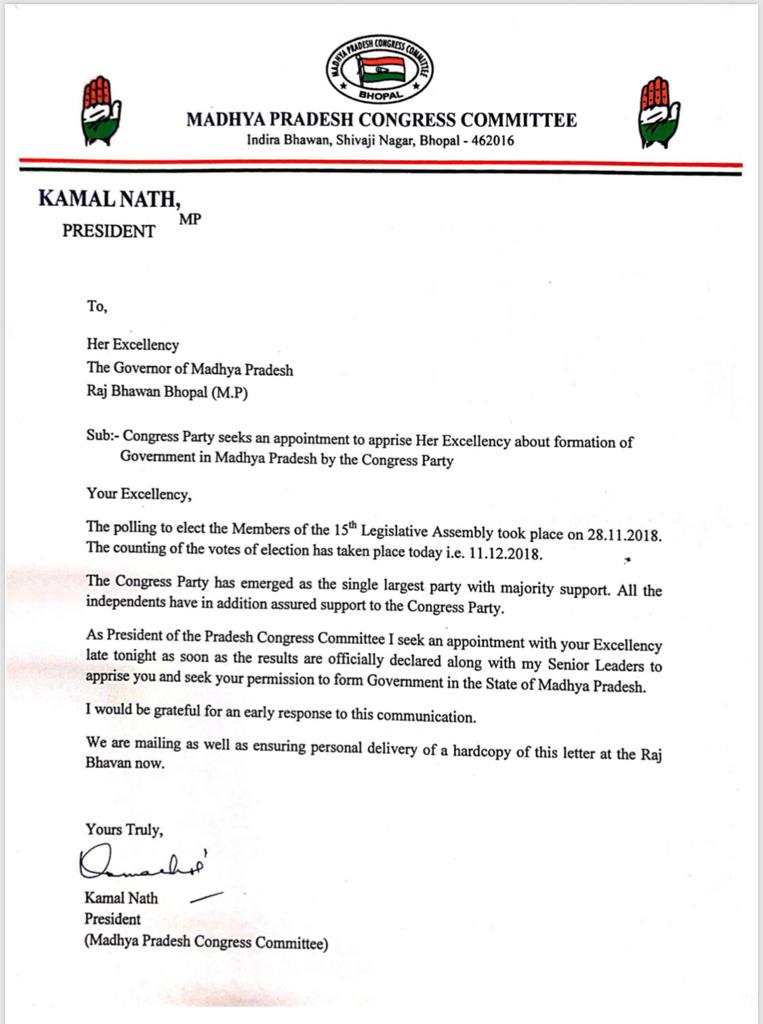 MADHYA PRADESH CONGRESS COMMITTEE
BHOPAL
MADHYA PRADESH CONGRESS COMMITTEE
Indira Bhawan, Shivaji Nagar, Bhopal - 462016
KAMAL NATH,
MP
PRESIDENT
To,
Her Excellency
The Governor of Madhya Pradesh
Raj Bhawan Bhopal (M.P)
Sub:- Congress Party seeks an appointment to apprise Her Excellency about formation of
Government in Madhya Pradesh by the Congress Party
Your Excellency,
The polling to elect the Members of the 15th Legislative Assembly took place on 28.11.2018.
The counting of the votes of election has taken place today i.e. 11.12.2018.
The Congress Party has emerged as the single largest party with majority support. All the
independents have in addition assured support to the Congress Party.
As President of the Pradesh Congress Committee I seek an appointment with your Excellency
late tonight as soon as the results are officially declared along with my Senior Leaders to
apprise you and seek your permission to form Government in the State of Madhya Pradesh.
I would be grateful for an early response to this communication.
We are mailing as well as ensuring personal delivery of a hardcopy of this letter at the Raj
Bhavan now.
Yours Truly,
Kamal Nath
President
(Madhya Pradesh Congress Committee)